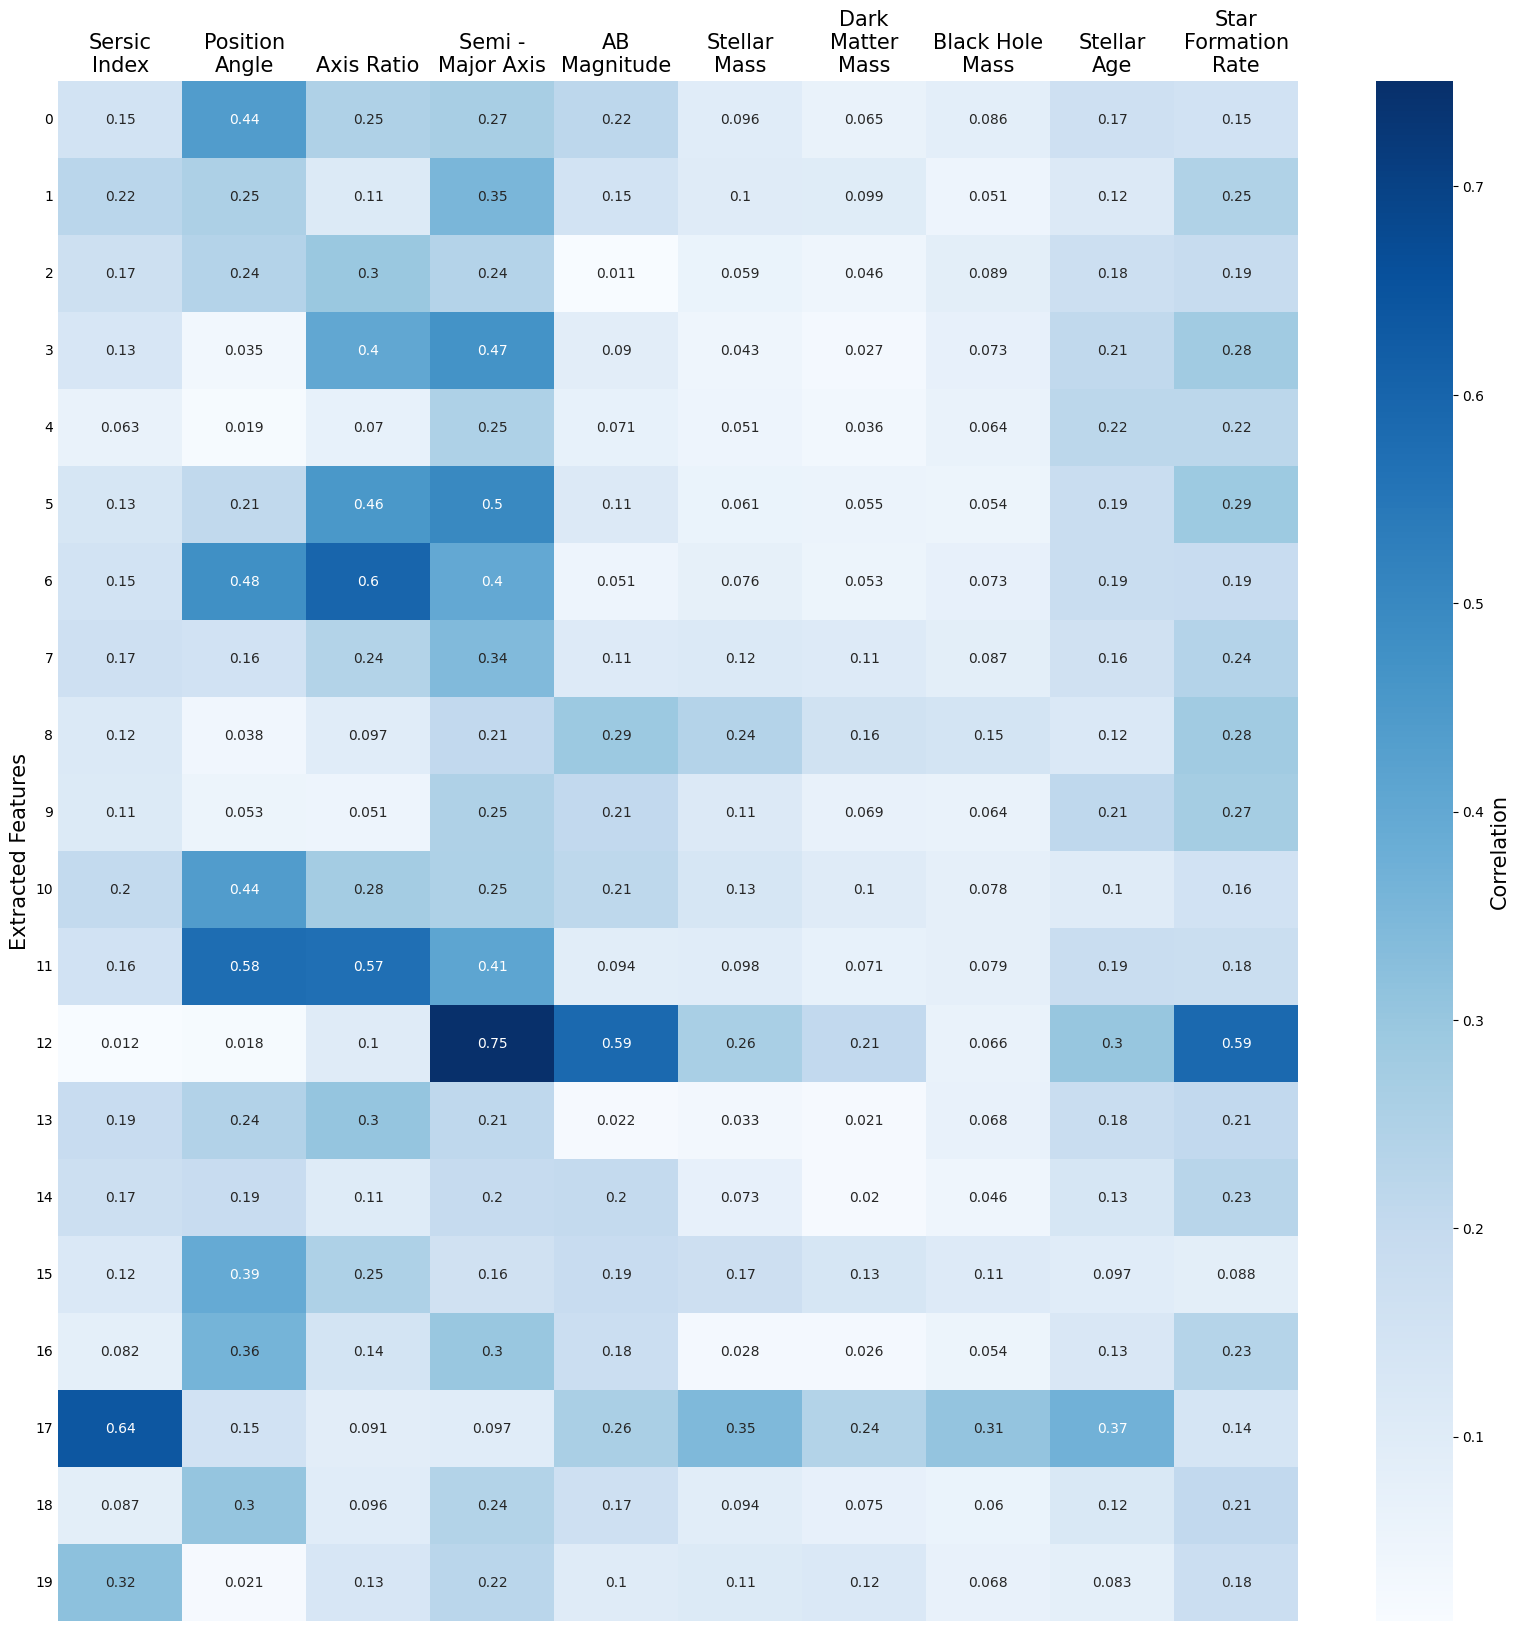 Sersic
Index
Position
Angle
Axis Ratio
Semi -
Major Axis
AB
Magnitude
Stellar
Mass
Dark
Matter
Mass
Black Hole
Mass
Stellar
Age
Star
Formation
Rate
0 0.15 0.44 0.25 0.27 0.22 0.096 0.065 0.086 0.17 0.15
1 0.22 0.25 0.11 0.35 0.15 0.1 0.099 0.051 0.12 0.25
2 0.17 0.24 0.3 0.24 0.011 0.059 0.046 0.089 0.18 0.19
3 0.13 0.035 0.4 0.47 0.09 0.043 0.027 0.073 0.21 0.28
4 0.063 0.019 0.07 0.25 0.071 0.051 0.036 0.064 0.22 0.22
5 0.13 0.21 0.46 0.5 0.11 0.061 0.055 0.054 0.19 0.29
6 0.15 0.48 0.6 0.4 0.051 0.076 0.053 0.073 0.19 0.19
7 0.17 0.16 0.24 0.34 0.11 0.12 0.11 0.087 0.16 0.24
8 0.12 0.038 0.097 0.21 0.29 0.24 0.16 0.15 0.12 0.28
9 0.11 0.053 0.051 0.25 0.21 0.11 0.069 0.064 0.21 0.27
10 0.2 0.44 0.28 0.25 0.21 0.13 0.1 0.078 0.1 0.16
11 0.16 0.58 0.57 0.41 0.094 0.098 0.071 0.079 0.19 0.18
12 0.012 0.018 0.1 0.75 0.59 0.26 0.21 0.066 0.3 0.59
13 0.19 0.24 0.3 0.21 0.022 0.033 0.021 0.068 0.18 0.21
14 0.17 0.19 0.11 0.2 0.2 0.073 0.02 0.046 0.13 0.23
15 0.12 0.39 0.25 0.16 0.19 0.17 0.13 0.11 0.097 0.088
16 0.082 0.36 0.14 0.3 0.18 0.028 0.026 0.054 0.13 0.23
17 0.64 0.15 0.091 0.097 0.26 0.35 0.24 0.31 0.37 0.14
18 0.087 0.3 0.096 0.24 0.17 0.094 0.075 0.06 0.12 0.21
19 0.32 0.021 0.13 0.22 0.1 0.11 0.12 0.068 0.083 0.18
Extracted Features
0.7
0.6
0.5
0.4
0.3
0.2
0.1
Correlation